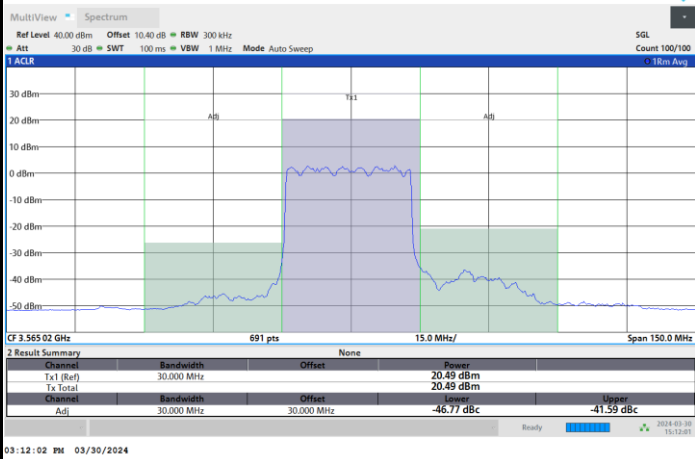 MultiView Spectrum
Ref Level 40.00 dBm Offset 10.40 dB RBW 300 kHz SGL
Att 30 dB SWT 100 ms VBW 1 MHz Mode Auto Sweep Count 100/100
1 ACLR 1Rm Avg
30 dBm
Tx1
20 dBm Adj Adj
10 dBm
0 dBm
-10 dBm
-20 dBm
-30 dBm
-40 dBm
-50 dBm
CF 3.565 02 GHz 691 pts 15.0 MHz/ Span 150.0 MHz
2 Result Summary None
Channel Bandwidth Offset Power
Tx1 (Ref) 30.000 MHz 20.49 dBm
Tx Total 20.49 dBm
Channel Bandwidth Offset Lower Upper
Adj 30.000 MHz 30.000 MHz -46.77 dBc -41.59 dBc
Ready 2024-03-30
15:12:01
03:12:02 PM 03/30/2024